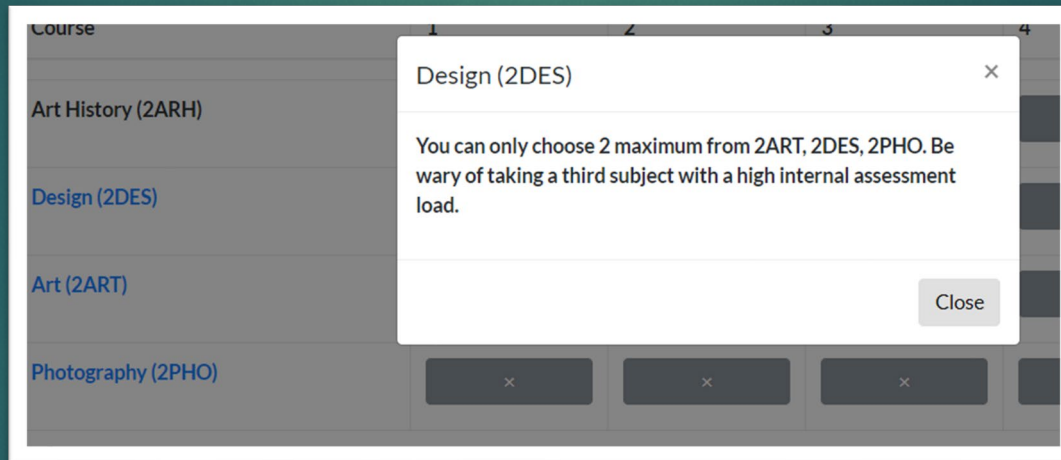 Course 1 2 3 4
Design (2DES) ×
Art History (2ARH)
You can only choose 2 maximum from 2ART, 2DES, 2PHO. Be
wary of taking a third subject with a high internal assessment
load.
Design (2DES)
Art (2ART)
Close
Photography (2PHO) × × ×